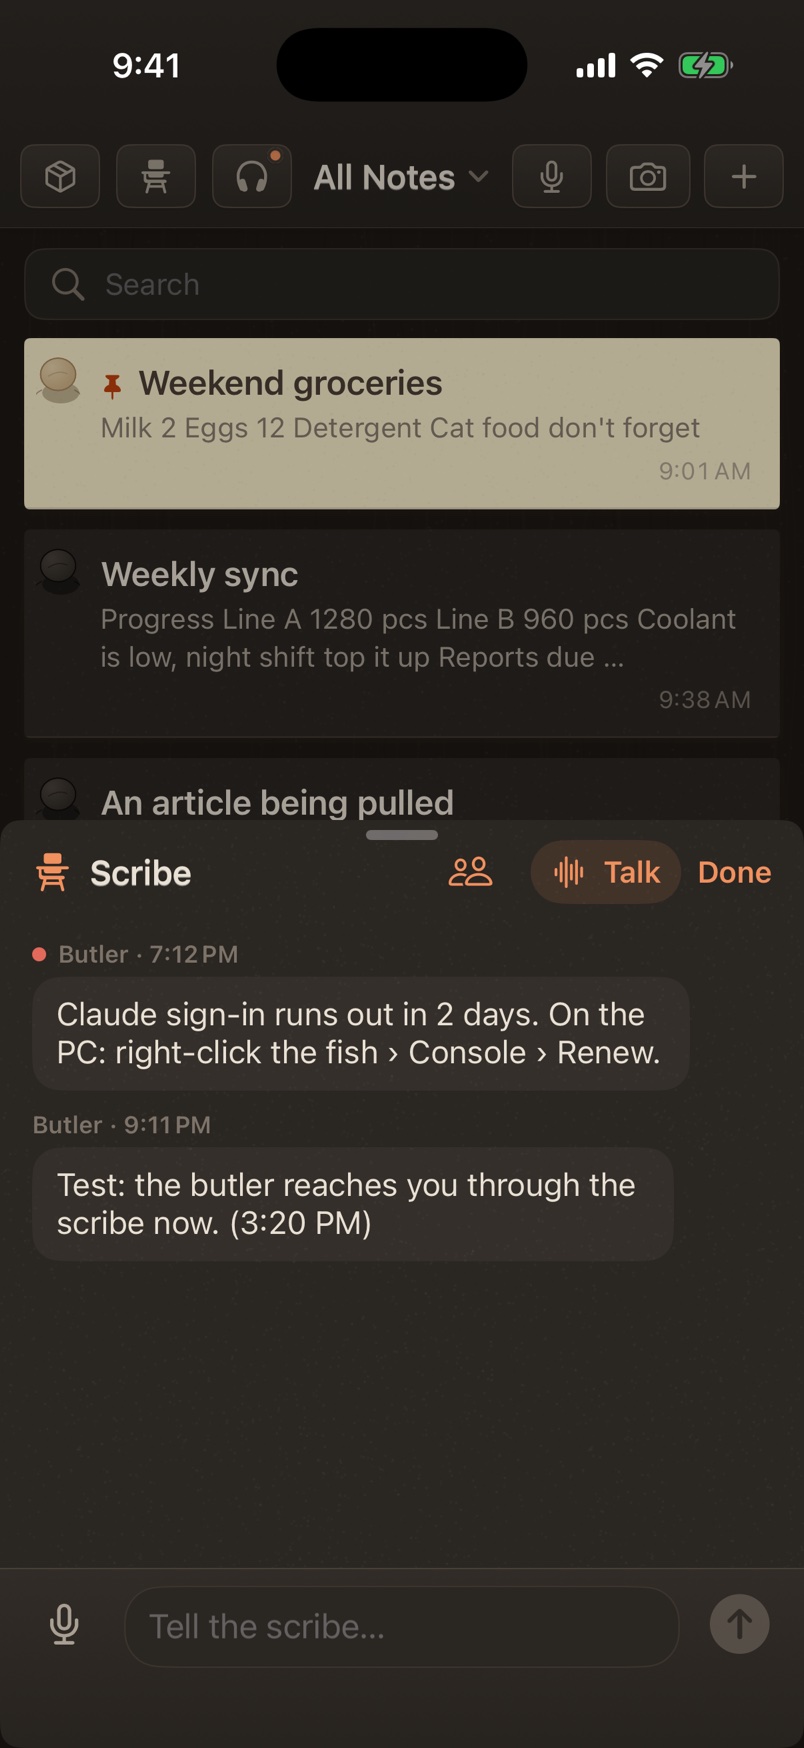 9:41
All Notes
Search
Weekend groceries
Milk 2 Eggs 12 Detergent Cat food don't forget
9:01 AM
Weekly sync
Progress Line A 1280 pcs Line B 960 pcs Coolant
is low, night shift top it up Reports due ...
9:38 AM
An article being pulled
Scribe
Talk
Done
Butler · 7:12 PM
Claude sign-in runs out in 2 days. On the
PC: right-click the fish › Console › Renew.
Butler · 9:11 PM
Test: the butler reaches you through the
scribe now. (3:20 PM)
Tell the scribe...